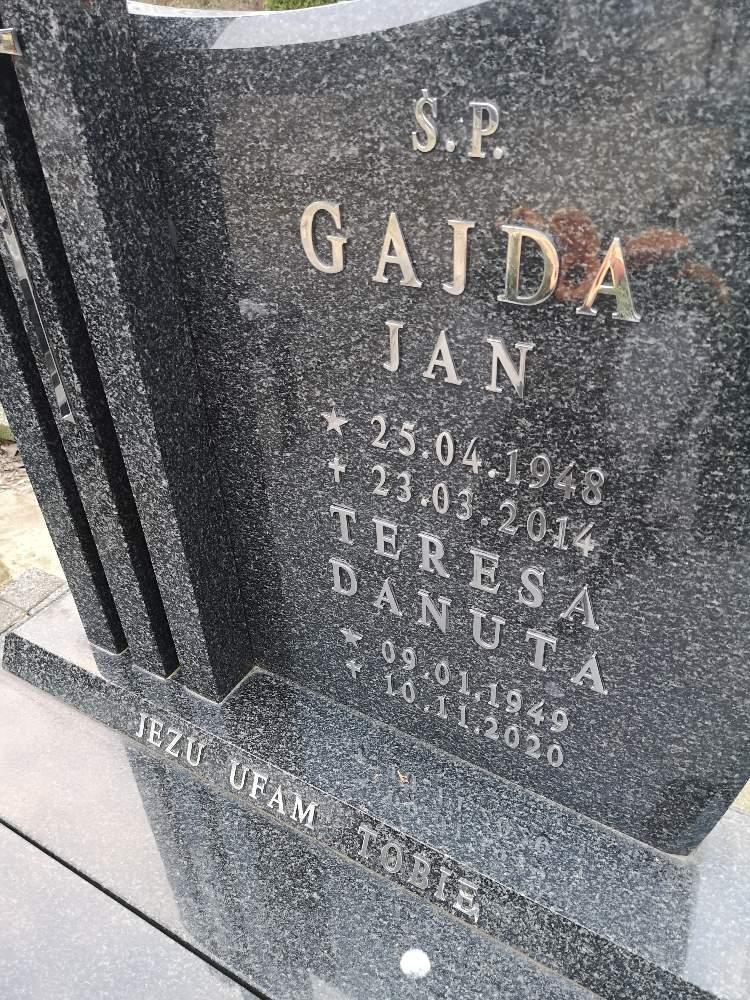 Ś.P.
GAJDA
JAN
★ 25.04.1948
✝ 23.03.2014
TERESA
DANUTA
★ 09.01.1949
✝ 10.11.2020
JEZU UFAM TOBIE